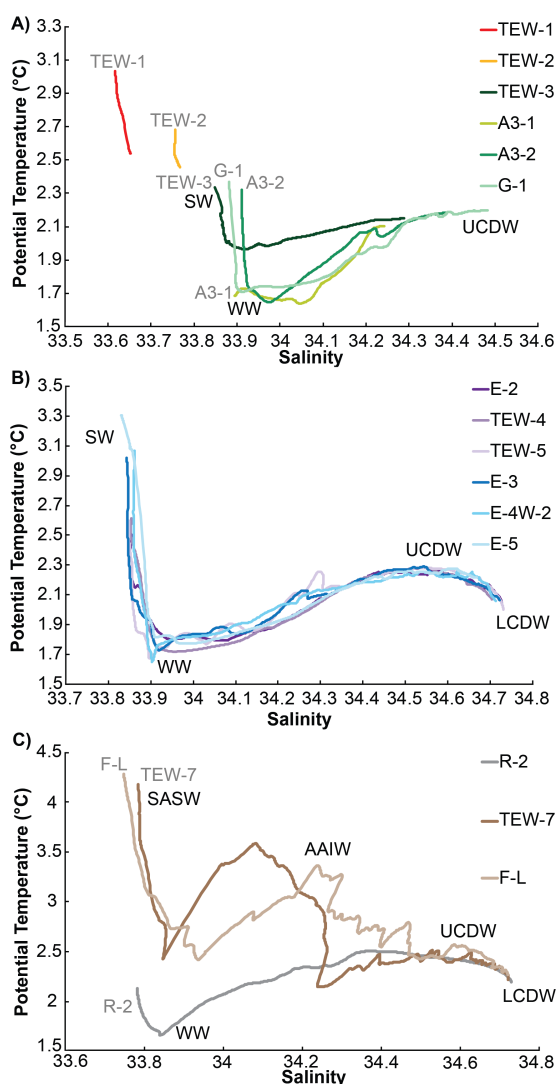 A)
3.3
3.1
2.9
2.7
2.5
2.3
2.1
1.9
1.7
1.5
Potential Temperature (°C)
TEW-1
TEW-2
TEW-3
SW
G-1
A3-2
A3-1
WW
UCDW
TEW-1
TEW-2
TEW-3
A3-1
A3-2
G-1
33.5 33.6 33.7 33.8 33.9 34 34.1 34.2 34.3 34.4 34.5 34.6
Salinity
B)
3.5
3.3
3.1
2.9
2.7
2.5
2.3
2.1
1.9
1.7
1.5
Potential Temperature (°C)
SW
WW
UCDW
LCDW
E-2
TEW-4
TEW-5
E-3
E-4W-2
E-5
33.7 33.8 33.9 34 34.1 34.2 34.3 34.4 34.5 34.6 34.7 34.8
Salinity
C)
4.5
4
3.5
3
2.5
2
1.5
Potential Temperature (°C)
F-L
TEW-7
SASW
AAIW
UCDW
LCDW
R-2
WW
R-2
TEW-7
F-L
33.6 33.8 34 34.2 34.4 34.6 34.8
Salinity